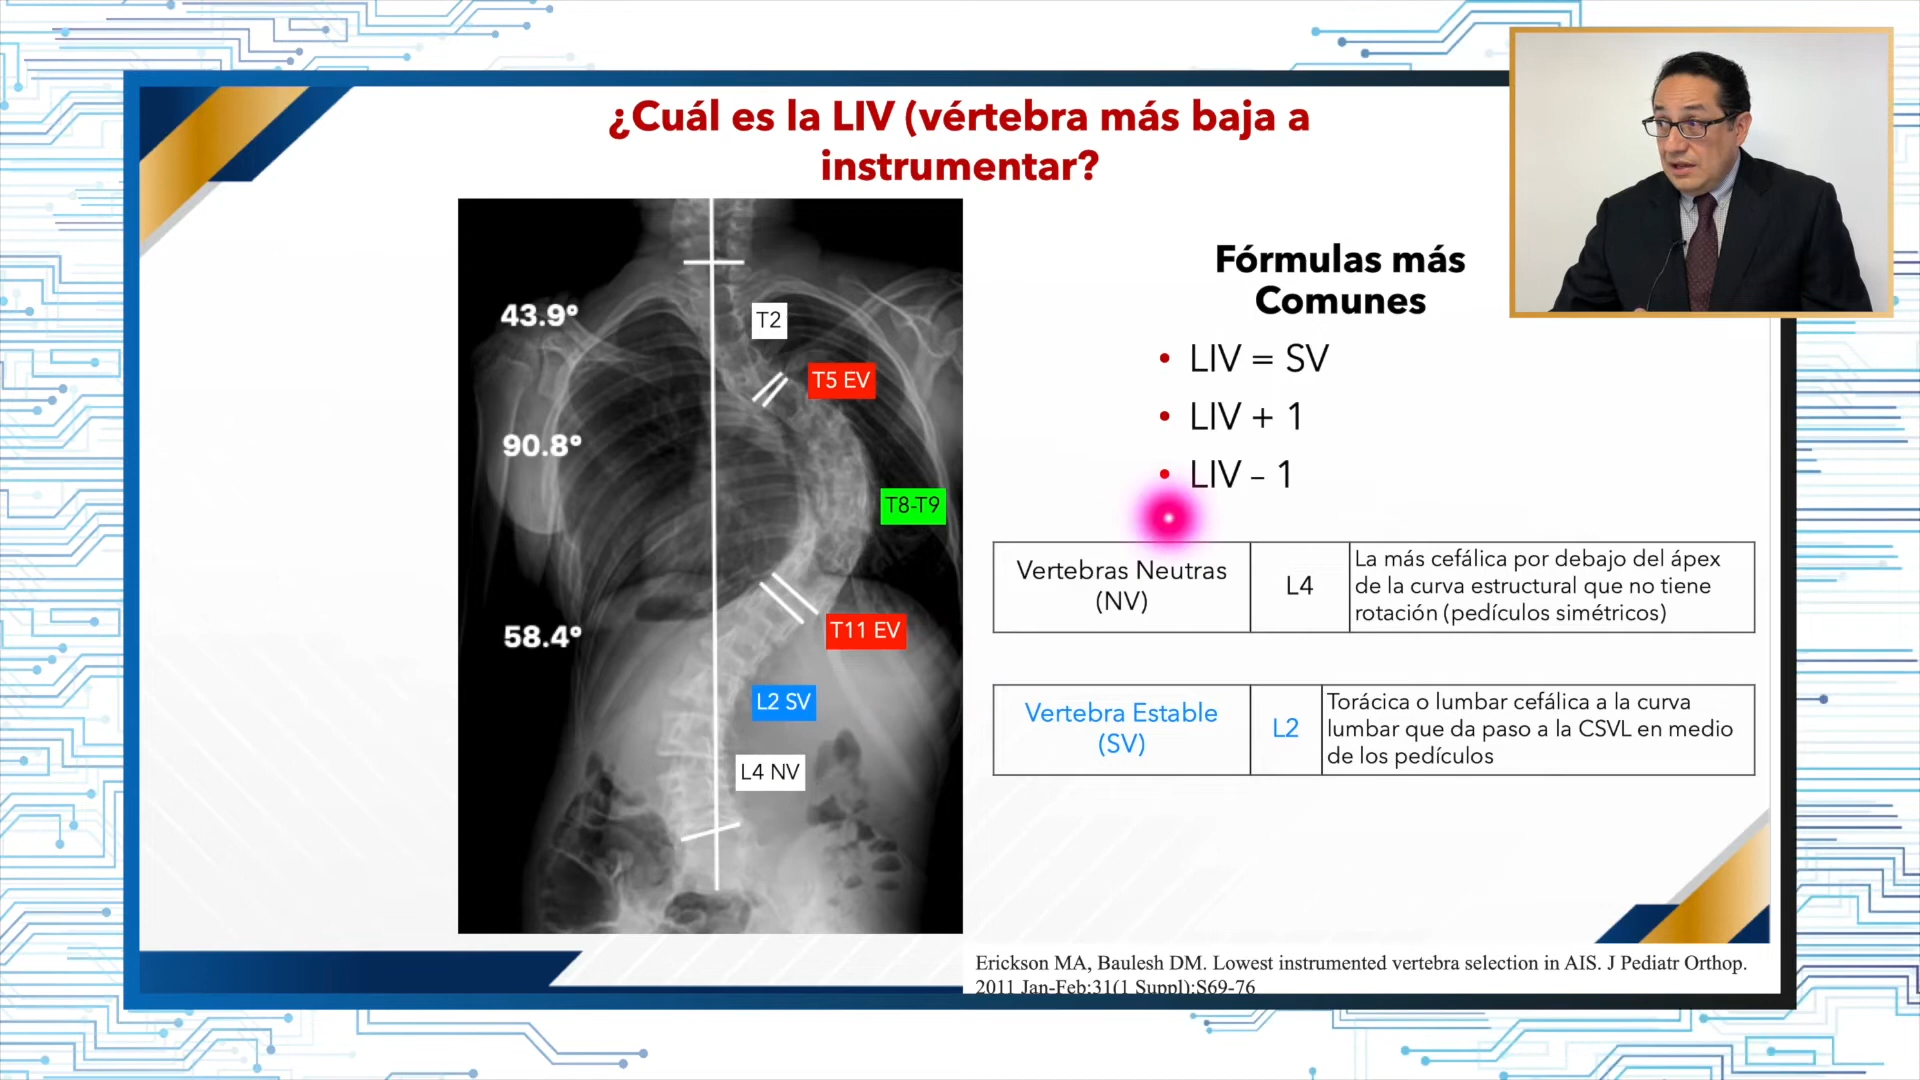 ¿Cuál es la LIV (vértebra más baja a
instrumentar?
43.9°
90.8°
58.4°
T2
T5 EV
T8-T9
T11 EV
L2 SV
L4 NV
Fórmulas más
Comunes
• LIV = SV
• LIV + 1
• LIV – 1
Vertebras Neutras
(NV)
L4
La más cefálica por debajo del ápex
de la curva estructural que no tiene
rotación (pedículos simétricos)
Vertebra Estable
(SV)
L2
Torácica o lumbar cefálica a la curva
lumbar que da paso a la CSVL en medio
de los pedículos
Erickson MA, Baulesh DM. Lowest instrumented vertebra selection in AIS. J Pediatr Orthop.
2011 Jan-Feb;31(1 Suppl):S69-76